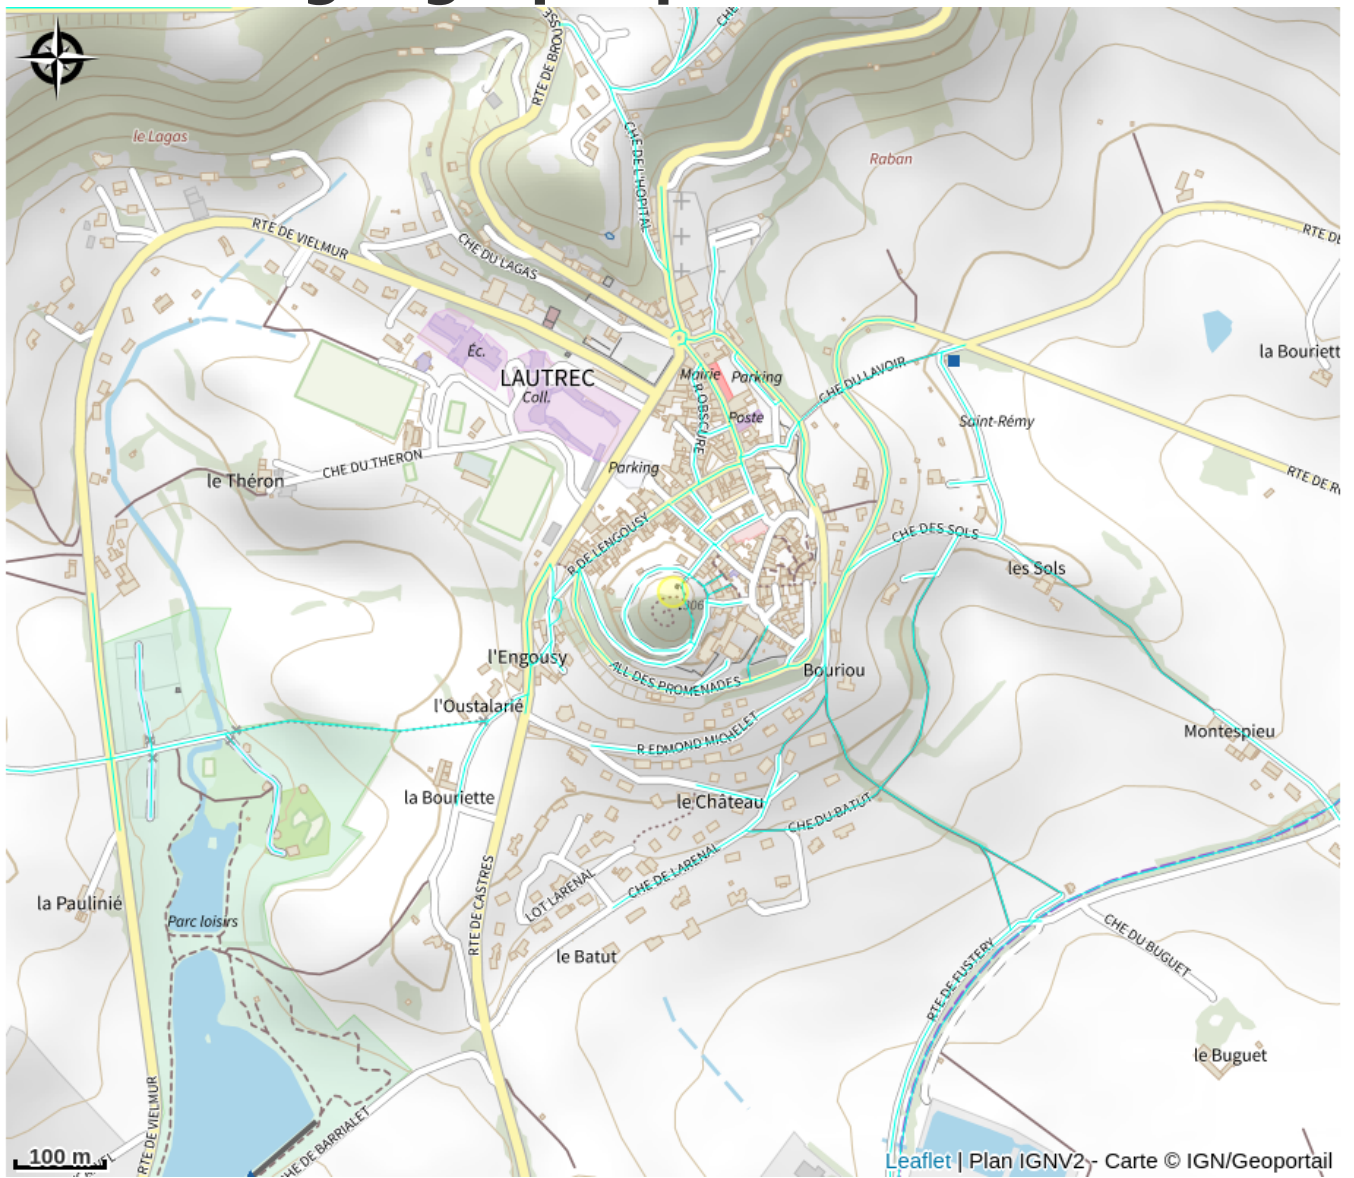 CHE
RTE DE BROUSSE
CHE DE L'HOPITAL
le Lagas
Raban
RTE DE VIELMUR
CHE DU LAGAS
RTE DE
la Bouriett
Éc.
LAUTREC
Coll.
Mairie
Parking
R OBSCURE
Poste
CHE DU LAVOIR
Saint-Rémy
CHE DU THERON
Parking
le Théron
RTE DE R
R DE LENGOUSY
CHE DES SOLS
les Sols
306
l'Engousy
ALL DES PROMENADES
Bouriou
l'Oustalarié
R EDMOND MICHELET
Montespieu
la Bouriette
le Château
CHE DU BATUT
CHE DE LARENAL
LOT LARENAL
la Paulinié
Parc loisirs
RTE DE CASTRES
le Batut
CHE DU BUGUET
RTE DE FUSTERY
le Buguet
RTE DE VIELMUR
CHE DE BARRIALET
100 m
Leaflet | Plan IGNV2 - Carte © IGN/Geoportail